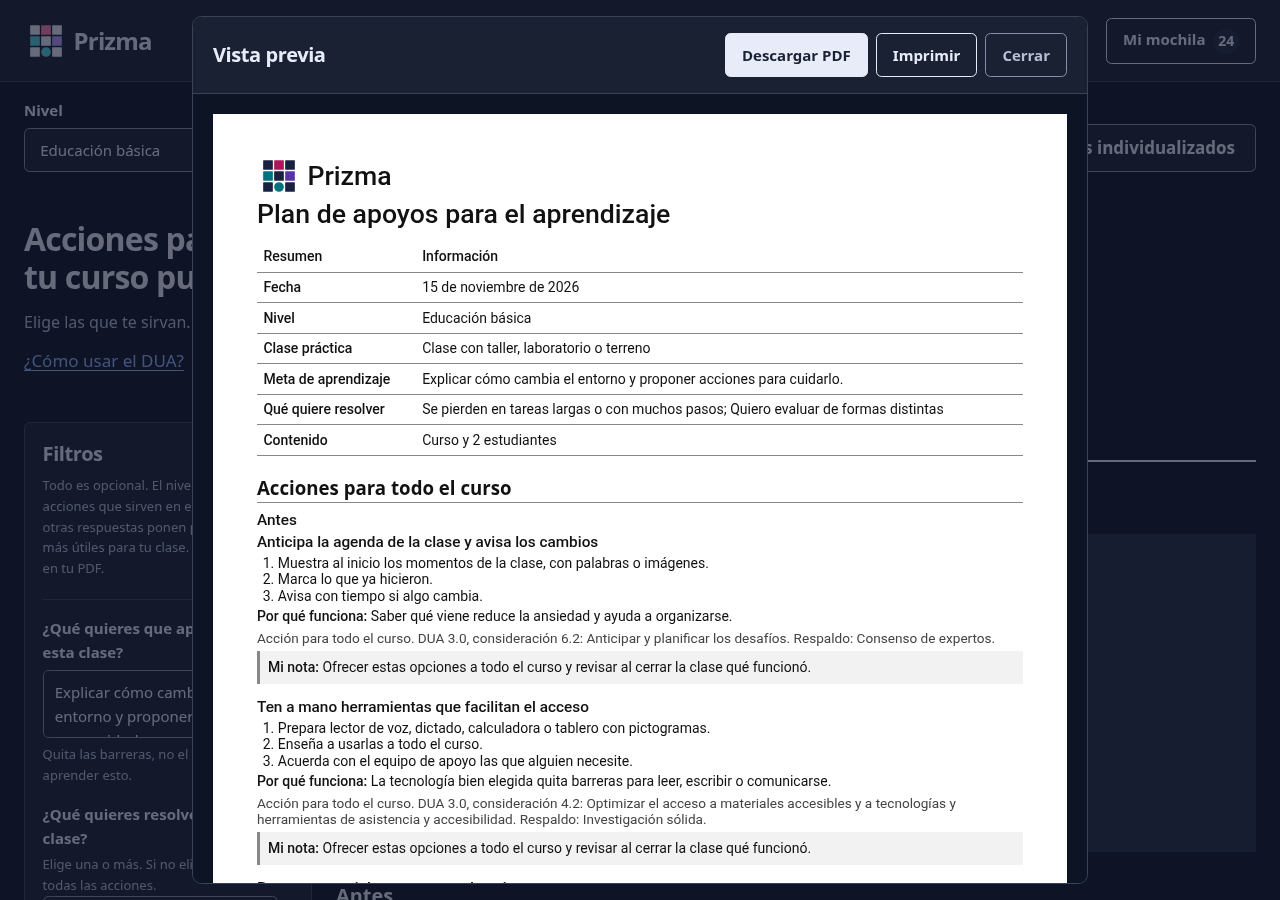 Prizma
Mi mochila 24
Nivel
Educación básica
s individualizados
Acciones pa
tu curso pu
Elige las que te sirvan.
¿Cómo usar el DUA?
Filtros
Todo es opcional. El nive
acciones que sirven en e
otras respuestas ponen
más útiles para tu clase.
en tu PDF.
¿Qué quieres que ap
esta clase?
Explicar cómo camb
entorno y proponer
Quita las barreras, no el
aprender esto.
¿Qué quieres resolve
clase?
Elige una o más. Si no eli
todas las acciones.
Vista previa
Descargar PDF
Imprimir
Cerrar
Prizma
Plan de apoyos para el aprendizaje
Resumen Información
Fecha 15 de noviembre de 2026
Nivel Educación básica
Clase práctica Clase con taller, laboratorio o terreno
Meta de aprendizaje Explicar cómo cambia el entorno y proponer acciones para cuidarlo.
Qué quiere resolver Se pierden en tareas largas o con muchos pasos; Quiero evaluar de formas distintas
Contenido Curso y 2 estudiantes
Acciones para todo el curso
Antes
Anticipa la agenda de la clase y avisa los cambios
1. Muestra al inicio los momentos de la clase, con palabras o imágenes.
2. Marca lo que ya hicieron.
3. Avisa con tiempo si algo cambia.
Por qué funciona: Saber qué viene reduce la ansiedad y ayuda a organizarse.
Acción para todo el curso. DUA 3.0, consideración 6.2: Anticipar y planificar los desafíos. Respaldo: Consenso de expertos.
Mi nota: Ofrecer estas opciones a todo el curso y revisar al cerrar la clase qué funcionó.
Ten a mano herramientas que facilitan el acceso
1. Prepara lector de voz, dictado, calculadora o tablero con pictogramas.
2. Enseña a usarlas a todo el curso.
3. Acuerda con el equipo de apoyo las que alguien necesite.
Por qué funciona: La tecnología bien elegida quita barreras para leer, escribir o comunicarse.
Acción para todo el curso. DUA 3.0, consideración 4.2: Optimizar el acceso a materiales accesibles y a tecnologías y
herramientas de asistencia y accesibilidad. Respaldo: Investigación sólida.
Mi nota: Ofrecer estas opciones a todo el curso y revisar al cerrar la clase qué funcionó.
Antes